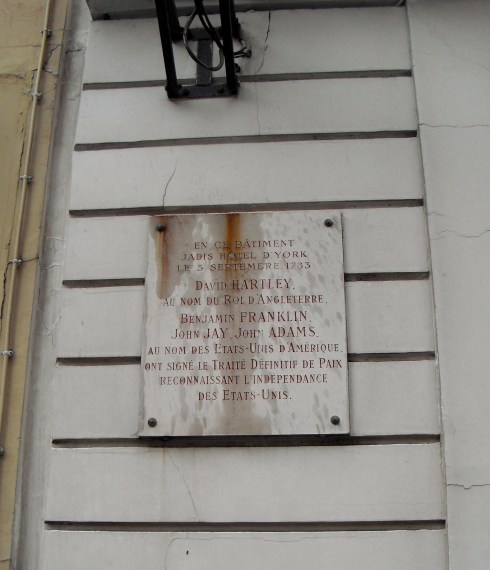 EN CE BÂTIMENT
JADIS HÔTEL D'YORK
LE 3 SEPTEMBRE 1783
DAVID HARTLEY,
AU NOM DU ROI D'ANGLETERRE,
BENJAMIN FRANKLIN,
JOHN JAY, JOHN ADAMS,
AU NOM DES ETATS-UNIS D'AMÉRIQUE,
ONT SIGNÉ LE TRAITÉ DÉFINITIF DE PAIX
RECONNAISSANT L'INDEPENDANCE
DES ETATS-UNIS.